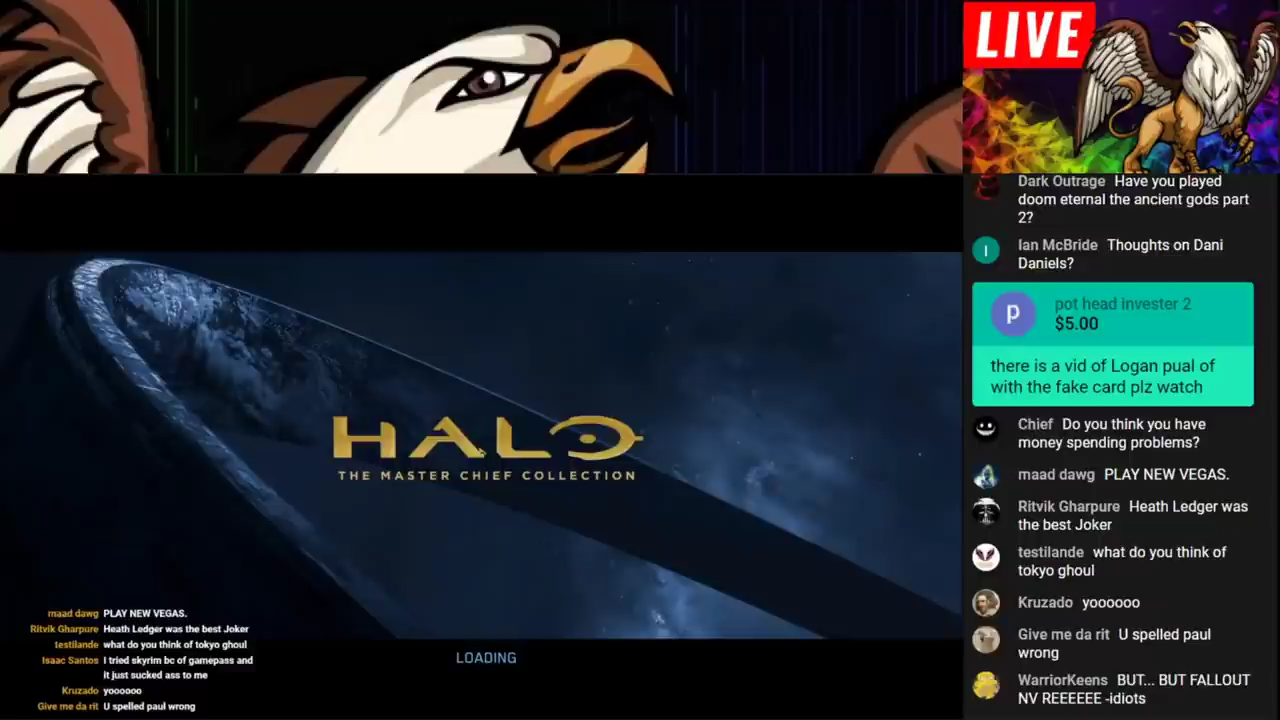 LIVE
Dark Outrage Have you played
doom eternal the ancient gods part
2?
I
Ian McBride Thoughts on Dani
Daniels?
p
pot head invester 2
$5.00
there is a vid of Logan pual of
with the fake card plz watch
Chief Do you think you have
money spending problems?
maad dawg PLAY NEW VEGAS.
Ritvik Gharpure Heath Ledger was
the best Joker
testilande what do you think of
tokyo ghoul
Kruzado yoooooo
Give me da rit U spelled paul
wrong
WarriorKeens BUT... BUT FALLOUT
NV REEEEEE -idiots
HALO
THE MASTER CHIEF COLLECTION
LOADING
maad dawg PLAY NEW VEGAS.
Ritvik Gharpure Heath Ledger was the best Joker
testilande what do you think of tokyo ghoul
Isaac Santos I tried skyrim bc of gamepass and
it just sucked ass to me
Kruzado yoooooo
Give me da rit U spelled paul wrong